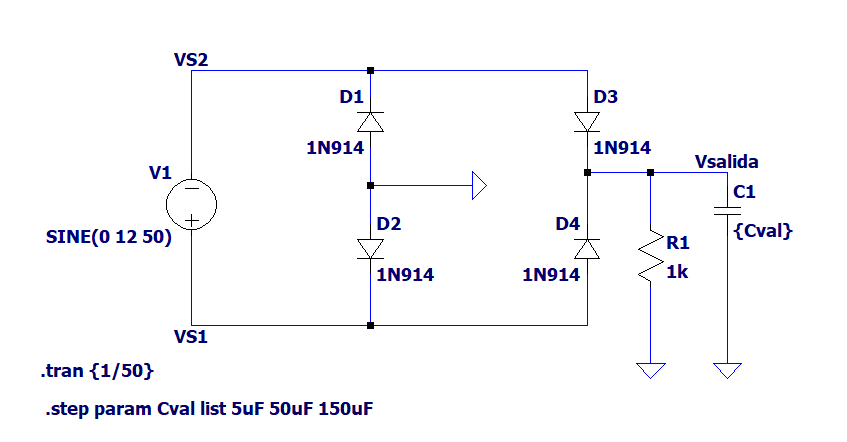 VS2
D1
D3
1N914
1N914
Vsalida
V1
C1
D2
D4
{Cval}
SINE(0 12 50)
R1
1N914
1N914
1k
VS1
.tran {1/50}
.step param Cval list 5uF 50uF 150uF